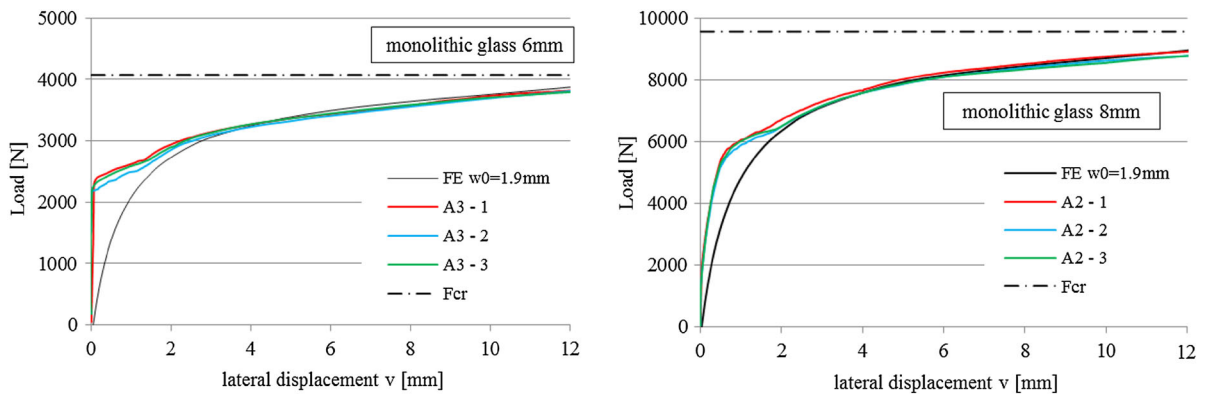 5000
4000
3000
2000
1000
0
Load [N]
monolithic glass 6mm
FE w0=1.9mm
A3 - 1
A3 - 2
A3 - 3
Fcr
0 2 4 6 8 10 12
lateral displacement v [mm]
10000
8000
6000
4000
2000
0
Load [N]
monolithic glass 8mm
FE w0=1.9mm
A2 - 1
A2 - 2
A2 - 3
Fcr
0 2 4 6 8 10 12
lateral displacement v [mm]